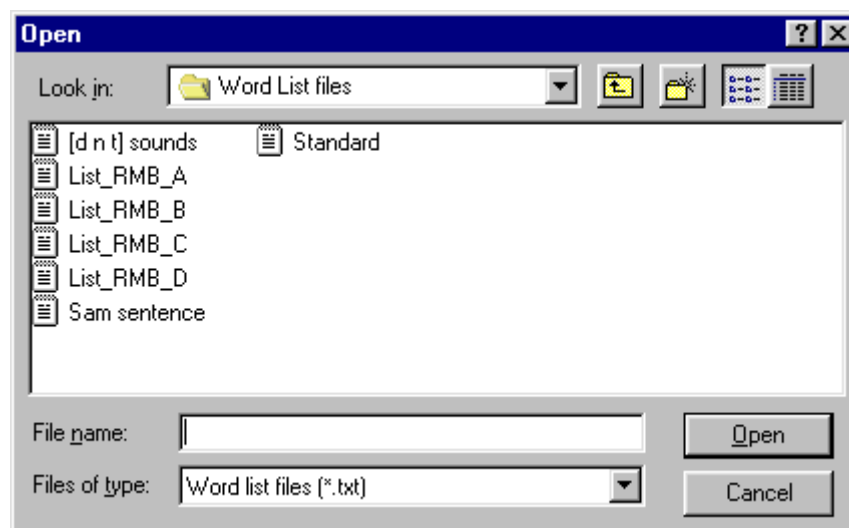 Open
Look in: Word List files
[d n t] sounds Standard
List_RMB_A
List_RMB_B
List_RMB_C
List_RMB_D
Sam sentence
File name: Open
Files of type: Word list files (*.txt) Cancel